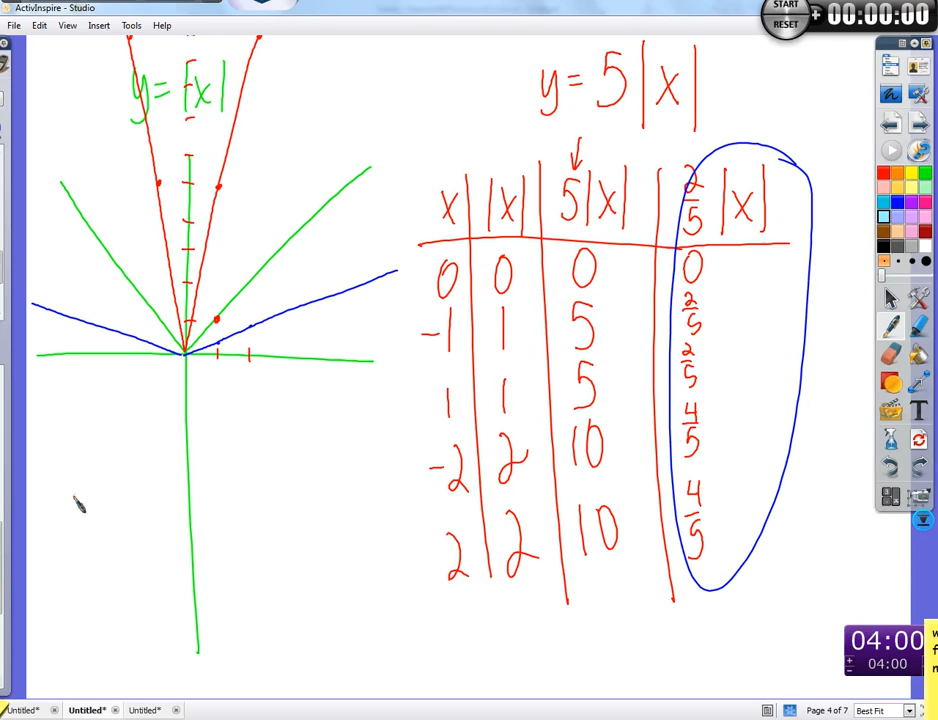 ActivInspire - Studio
START
RESET
00:00:00
File Edit View Insert Tools Help
y = |x|
y = 5|x|
x |x| 5|x| 2/5 |x|
0 0 0 0
-1 1 5 2/5
1 1 5 2/5
-2 2 10 4/5
2 2 10 4/5
T
04:00
04:00
Untitled* Untitled* Untitled*
Page 4 of 7 Best Fit